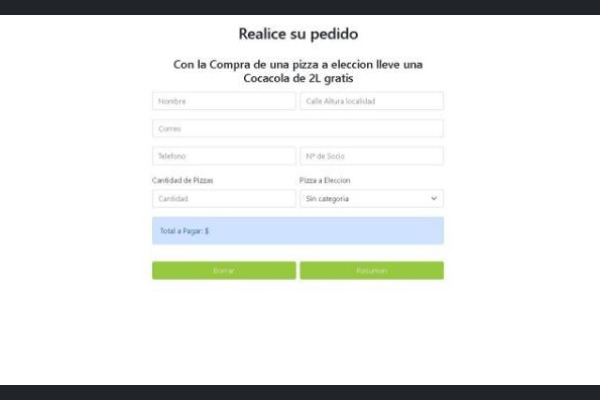 Realice su pedido
Con la Compra de una pizza a eleccion lleve una
Cocacola de 2L gratis
Nombre
Calle Altura localidad
Correo
Telefono
Nº de Socio
Cantidad de Pizzas
Pizza a Eleccion
Cantidad
Sin categoria
Total a Pagar: $
Borrar
Resumen